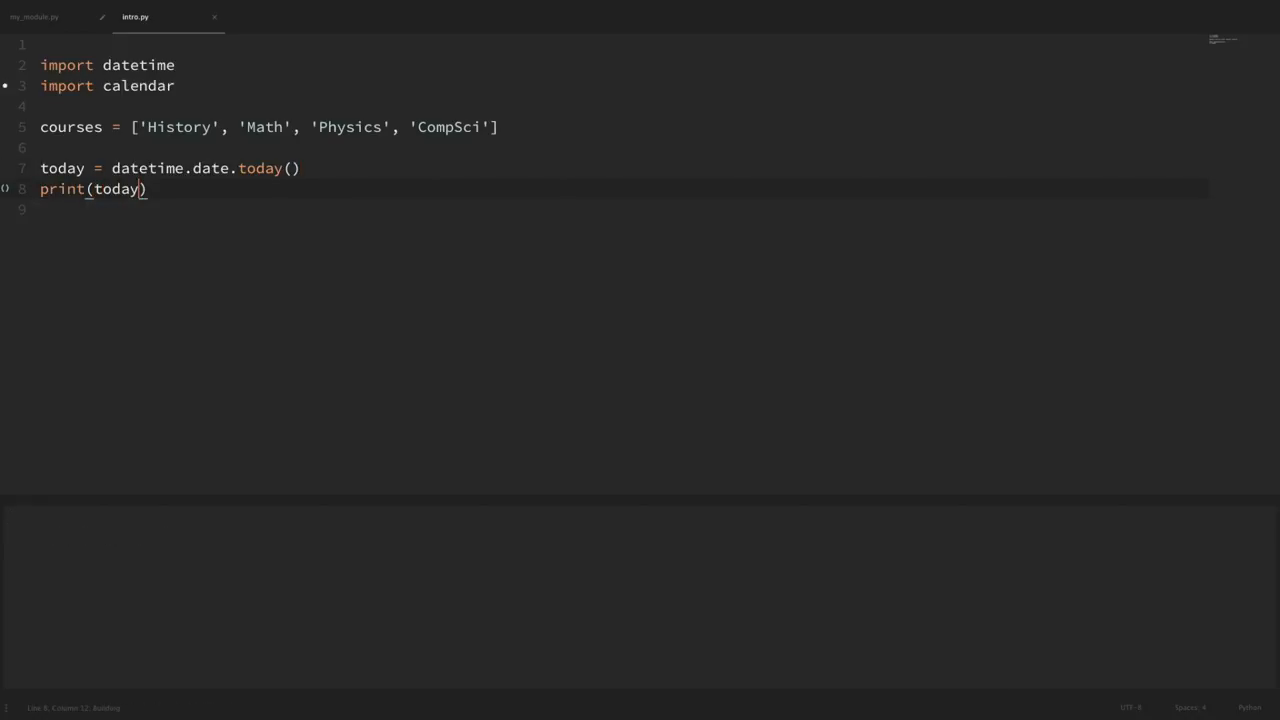 my_module.py intro.py ×
1
2 import datetime
3 import calendar
4
5 courses = ['History', 'Math', 'Physics', 'CompSci']
6
7 today = datetime.date.today()
() 8 print(today)
9
Line 8, Column 12, Building UTF-8 Spaces: 4 Python